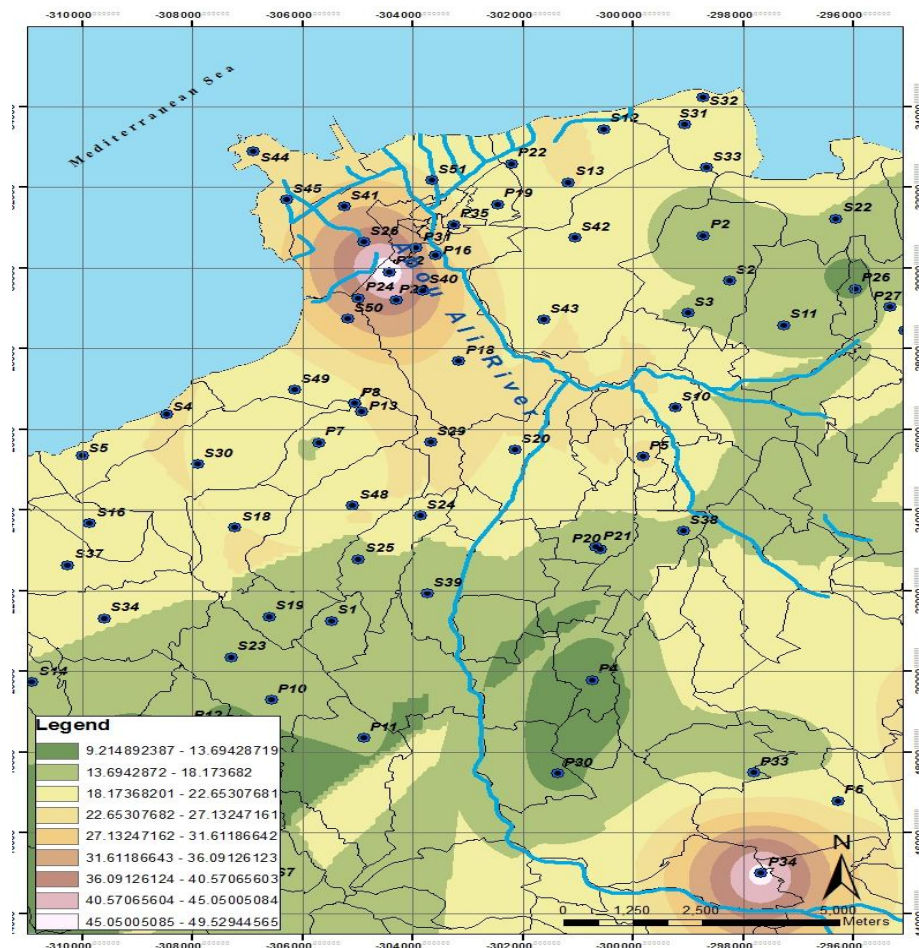 -310000 -308000 -306000 -304000 -302000 -300000 -298000 -296000
Mediterranean Sea
S32
S31
S12
S44
S33
P22
S51
S13
S45
S41
P19
S22
P35
P2
S42
S26
P31
P16
S2
P26
S40
P24
P23
P27
S50
S3
S43
S11
Abou Ali River
P18
S49
P8
P13
S10
S4
P7
S29
S20
S5
S30
P5
S48
S24
S16
S18
S38
P20
P21
S25
S37
S39
S19
S1
S34
S23
S14
P4
P10
P12
P11
P30
P33
P6
P34
Legend
9.214892387 - 13.69428719
13.6942872 - 18.173682
18.17368201 - 22.65307681
22.65307682 - 27.13247161
27.13247162 - 31.61186642
31.61186643 - 36.09126123
36.09126124 - 40.57065603
40.57065604 - 45.05005084
45.05005085 - 49.52944565
N
0 1,250 2,500 5,000
Meters
-310000 -308000 -306000 -304000 -302000 -300000 -298000 -296000